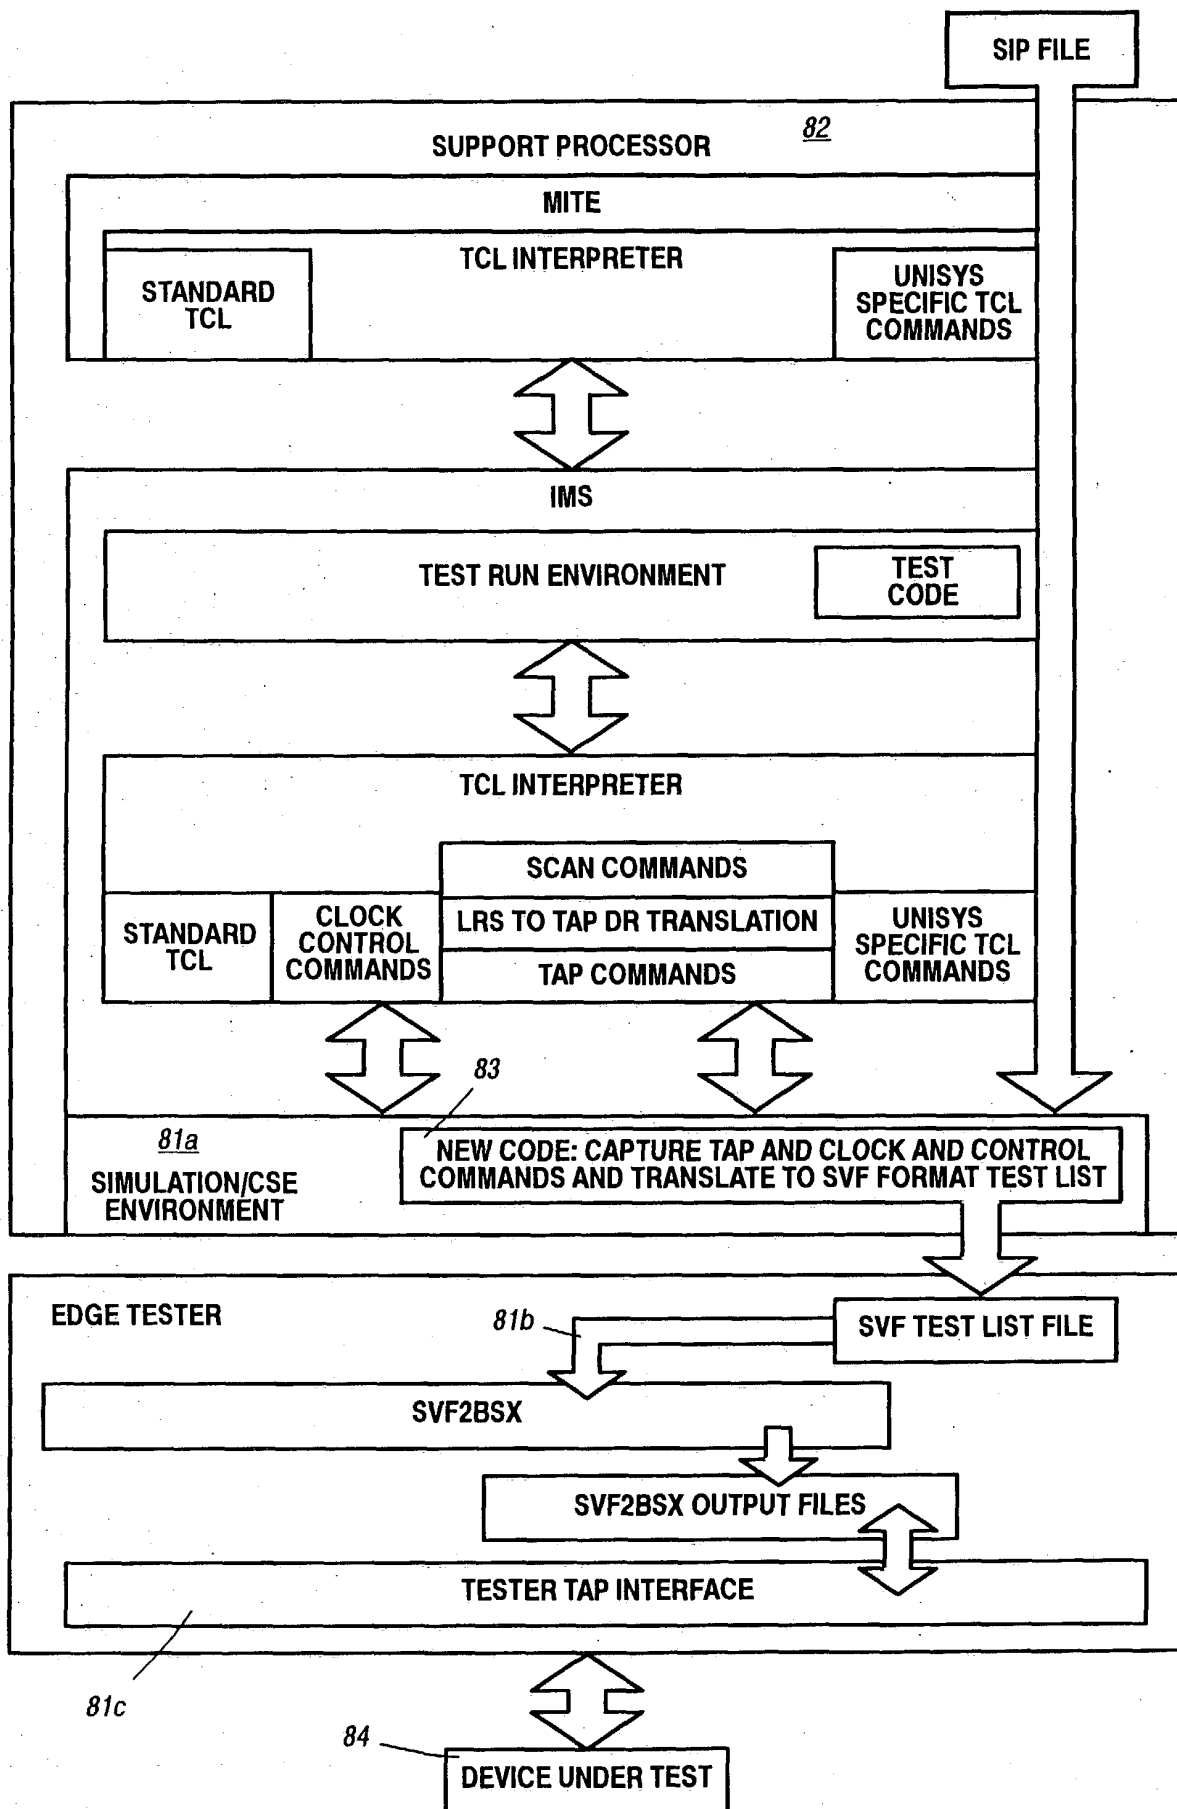 SIP FILE
82
SUPPORT PROCESSOR
MITE
TCL INTERPRETER
STANDARD
TCL
UNISYS
SPECIFIC TCL
COMMANDS
IMS
TEST RUN ENVIRONMENT
TEST
CODE
TCL INTERPRETER
SCAN COMMANDS
LRS TO TAP DR TRANSLATION
TAP COMMANDS
STANDARD
TCL
CLOCK
CONTROL
COMMANDS
UNISYS
SPECIFIC TCL
COMMANDS
83
81a
SIMULATION/CSE
ENVIRONMENT
NEW CODE: CAPTURE TAP AND CLOCK AND CONTROL
COMMANDS AND TRANSLATE TO SVF FORMAT TEST LIST
EDGE TESTER
81b
SVF TEST LIST FILE
SVF2BSX
SVF2BSX OUTPUT FILES
TESTER TAP INTERFACE
81c
84
DEVICE UNDER TEST